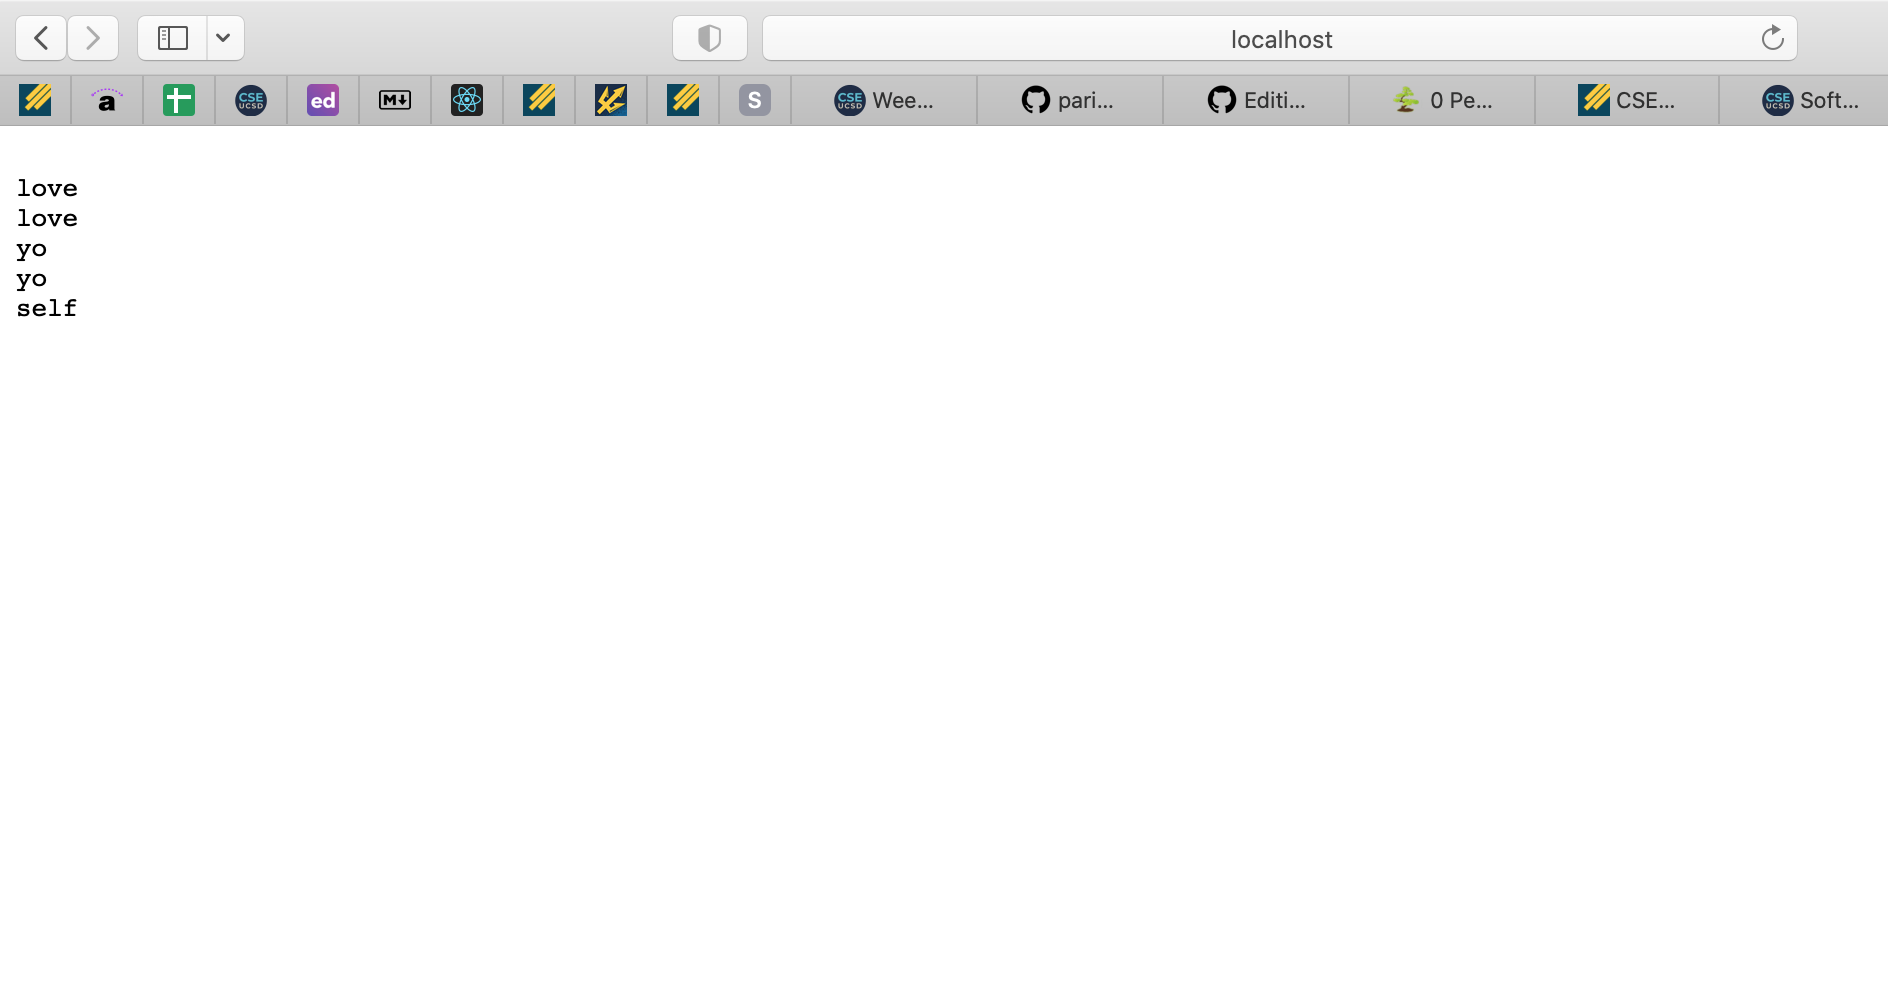 localhost
a
CSE
UCSD
ed
M
S
CSE
UCSD
Wee...
pari...
Editi...
0 Pe...
CSE...
CSE
UCSD
Soft...
love
love
yo
yo
self